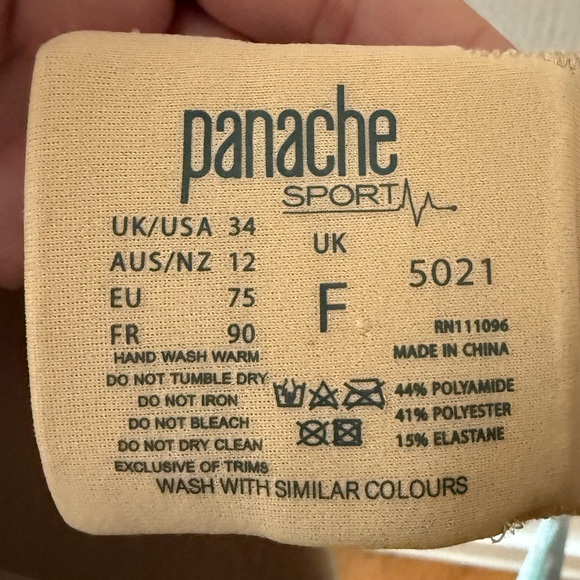 panache
SPORT
UK/USA 34
AUS/NZ 12
EU 75
FR 90
UK
F
5021
RN111096
MADE IN CHINA
HAND WASH WARM
DO NOT TUMBLE DRY
DO NOT IRON
DO NOT BLEACH
DO NOT DRY CLEAN
EXCLUSIVE OF TRIMS
44% POLYAMIDE
41% POLYESTER
15% ELASTANE
WASH WITH SIMILAR COLOURS